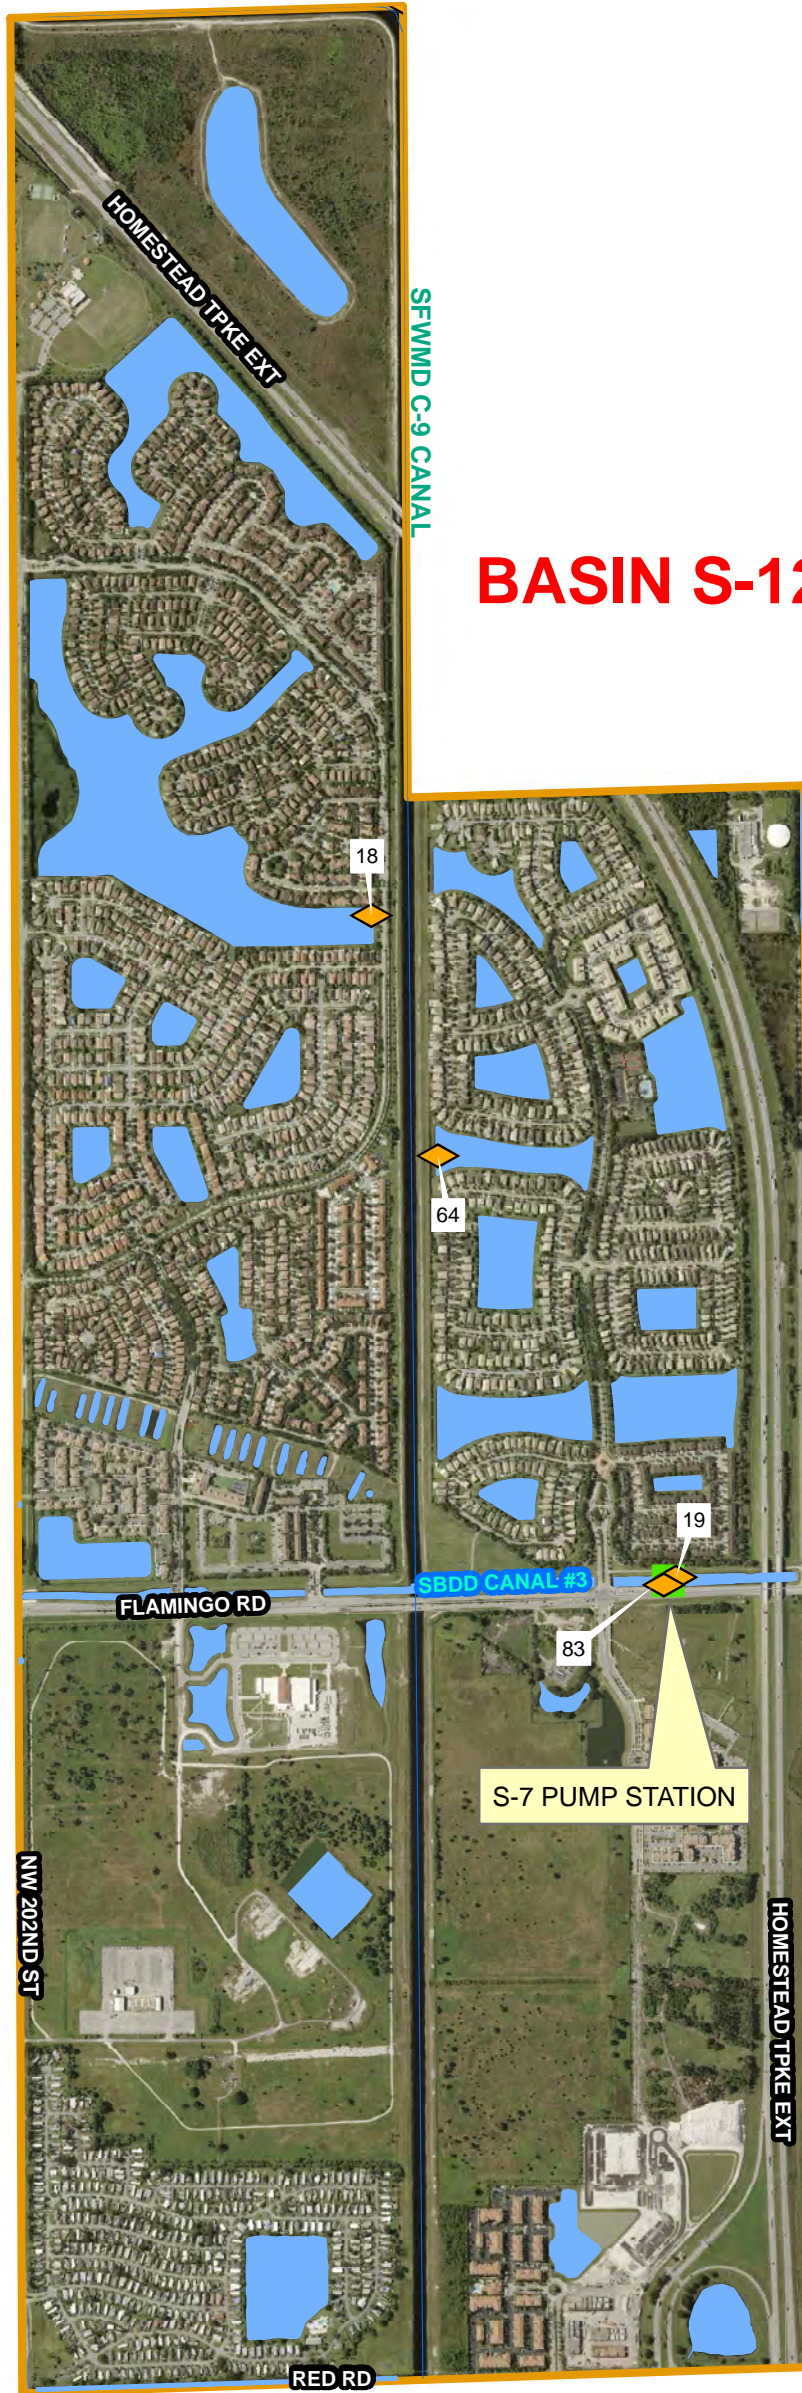 HOMESTEAD TPKE EXT
SFWMD C-9 CANAL
BASIN S-12
18
64
19
SBDD CANAL #3
FLAMINGO RD
83
S-7 PUMP STATION
NW 202ND ST
HOMESTEAD TPKE EXT
RED RD